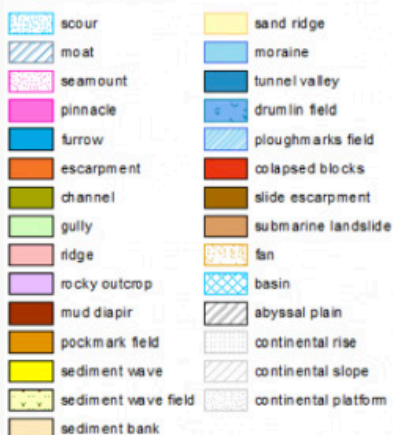 scour
moat
seamount
pinnacle
furrow
escarpment
channel
gully
ridge
rocky outcrop
mud diapir
pockmark field
sediment wave
sediment wave field
sediment bank
sand ridge
moraine
tunnel valley
drumlin field
ploughmarks field
colapsed blocks
slide escarpment
submarine landslide
fan
basin
abyssal plain
continental rise
continental slope
continental platform